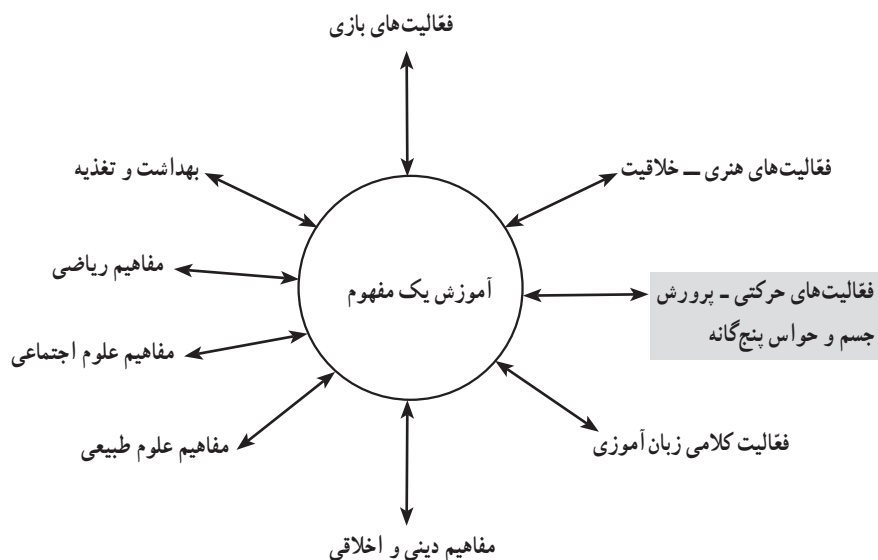 فعّالیت‌های بازی
فعّالیت‌های هنری ــ خلاقیت
بهداشت و تغذیه
مفاهیم ریاضی
آموزش یک مفهوم
فعّالیت‌های حرکتی ـ پرورش
جسم و حواس پنج‌گانه
مفاهیم علوم اجتماعی
فعّالیت کلامی زبان آموزی
مفاهیم علوم طبیعی
مفاهیم دینی و اخلاقی